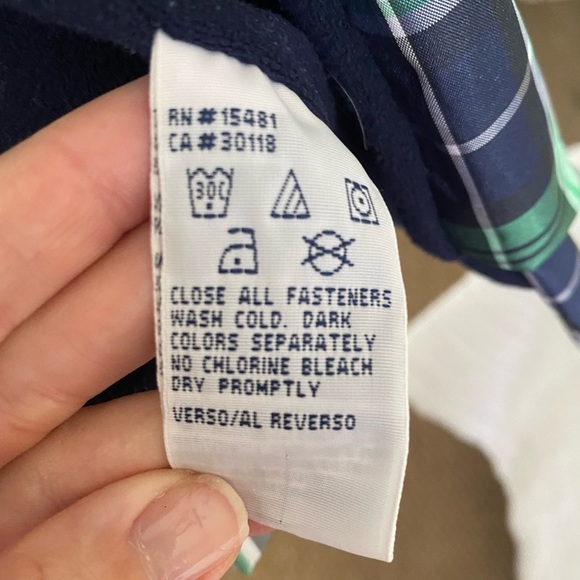 RN #15481
CA #30118
30C
CLOSE ALL FASTENERS
WASH COLD. DARK
COLORS SEPARATELY
NO CHLORINE BLEACH
DRY PROMPTLY
VERSO/AL REVERSO